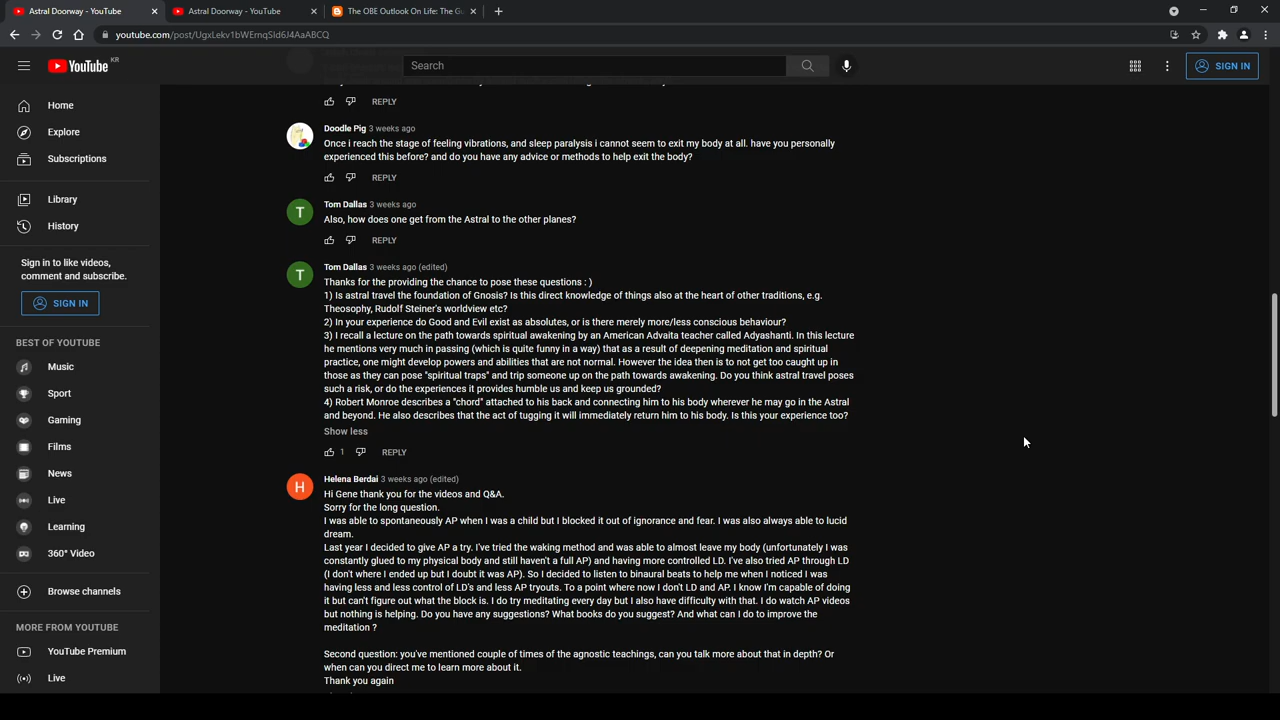 Astral Doorway - YouTube
Astral Doorway - YouTube
The OBE Outlook On Life: The Gu
youtube.com/post/UgxLekv1bWErnqSId6J4AaABCQ
YouTube KR
Search
SIGN IN
Home
Explore
Subscriptions
Library
History
Sign in to like videos,
comment and subscribe.
SIGN IN
BEST OF YOUTUBE
Music
Sport
Gaming
Films
News
Live
Learning
360° Video
Browse channels
MORE FROM YOUTUBE
YouTube Premium
Live
REPLY
Doodle Pig 3 weeks ago
Once i reach the stage of feeling vibrations, and sleep paralysis i cannot seem to exit my body at all. have you personally
experienced this before? and do you have any advice or methods to help exit the body?
REPLY
T
Tom Dallas 3 weeks ago
Also, how does one get from the Astral to the other planes?
REPLY
T
Tom Dallas 3 weeks ago (edited)
Thanks for the providing the chance to pose these questions : )
1) Is astral travel the foundation of Gnosis? Is this direct knowledge of things also at the heart of other traditions, e.g.
Theosophy, Rudolf Steiner's worldview etc?
2) In your experience do Good and Evil exist as absolutes, or is there merely more/less conscious behaviour?
3) I recall a lecture on the path towards spiritual awakening by an American Advaita teacher called Adyashanti. In this lecture
he mentions very much in passing (which is quite funny in a way) that as a result of deepening meditation and spiritual
practice, one might develop powers and abilities that are not normal. However the idea then is to not get too caught up in
those as they can pose "spiritual traps" and trip someone up on the path towards awakening. Do you think astral travel poses
such a risk, or do the experiences it provides humble us and keep us grounded?
4) Robert Monroe describes a "chord" attached to his back and connecting him to his body wherever he may go in the Astral
and beyond. He also describes that the act of tugging it will immediately return him to his body. Is this your experience too?
Show less
1 REPLY
H
Helena Berdai 3 weeks ago (edited)
Hi Gene thank you for the videos and Q&A.
Sorry for the long question.
I was able to spontaneously AP when I was a child but I blocked it out of ignorance and fear. I was also always able to lucid
dream.
Last year I decided to give AP a try. I've tried the waking method and was able to almost leave my body (unfortunately I was
constantly glued to my physical body and still haven't a full AP) and having more controlled LD. I've also tried AP through LD
(I don't where I ended up but I doubt it was AP). So I decided to listen to binaural beats to help me when I noticed I was
having less and less control of LD's and less AP tryouts. To a point where now I don't LD and AP. I know I'm capable of doing
it but can't figure out what the block is. I do try meditating every day but I also have difficulty with that. I do watch AP videos
but nothing is helping. Do you have any suggestions? What books do you suggest? And what can I do to improve the
meditation ?
Second question: you've mentioned couple of times of the agnostic teachings, can you talk more about that in depth? Or
when can you direct me to learn more about it.
Thank you again